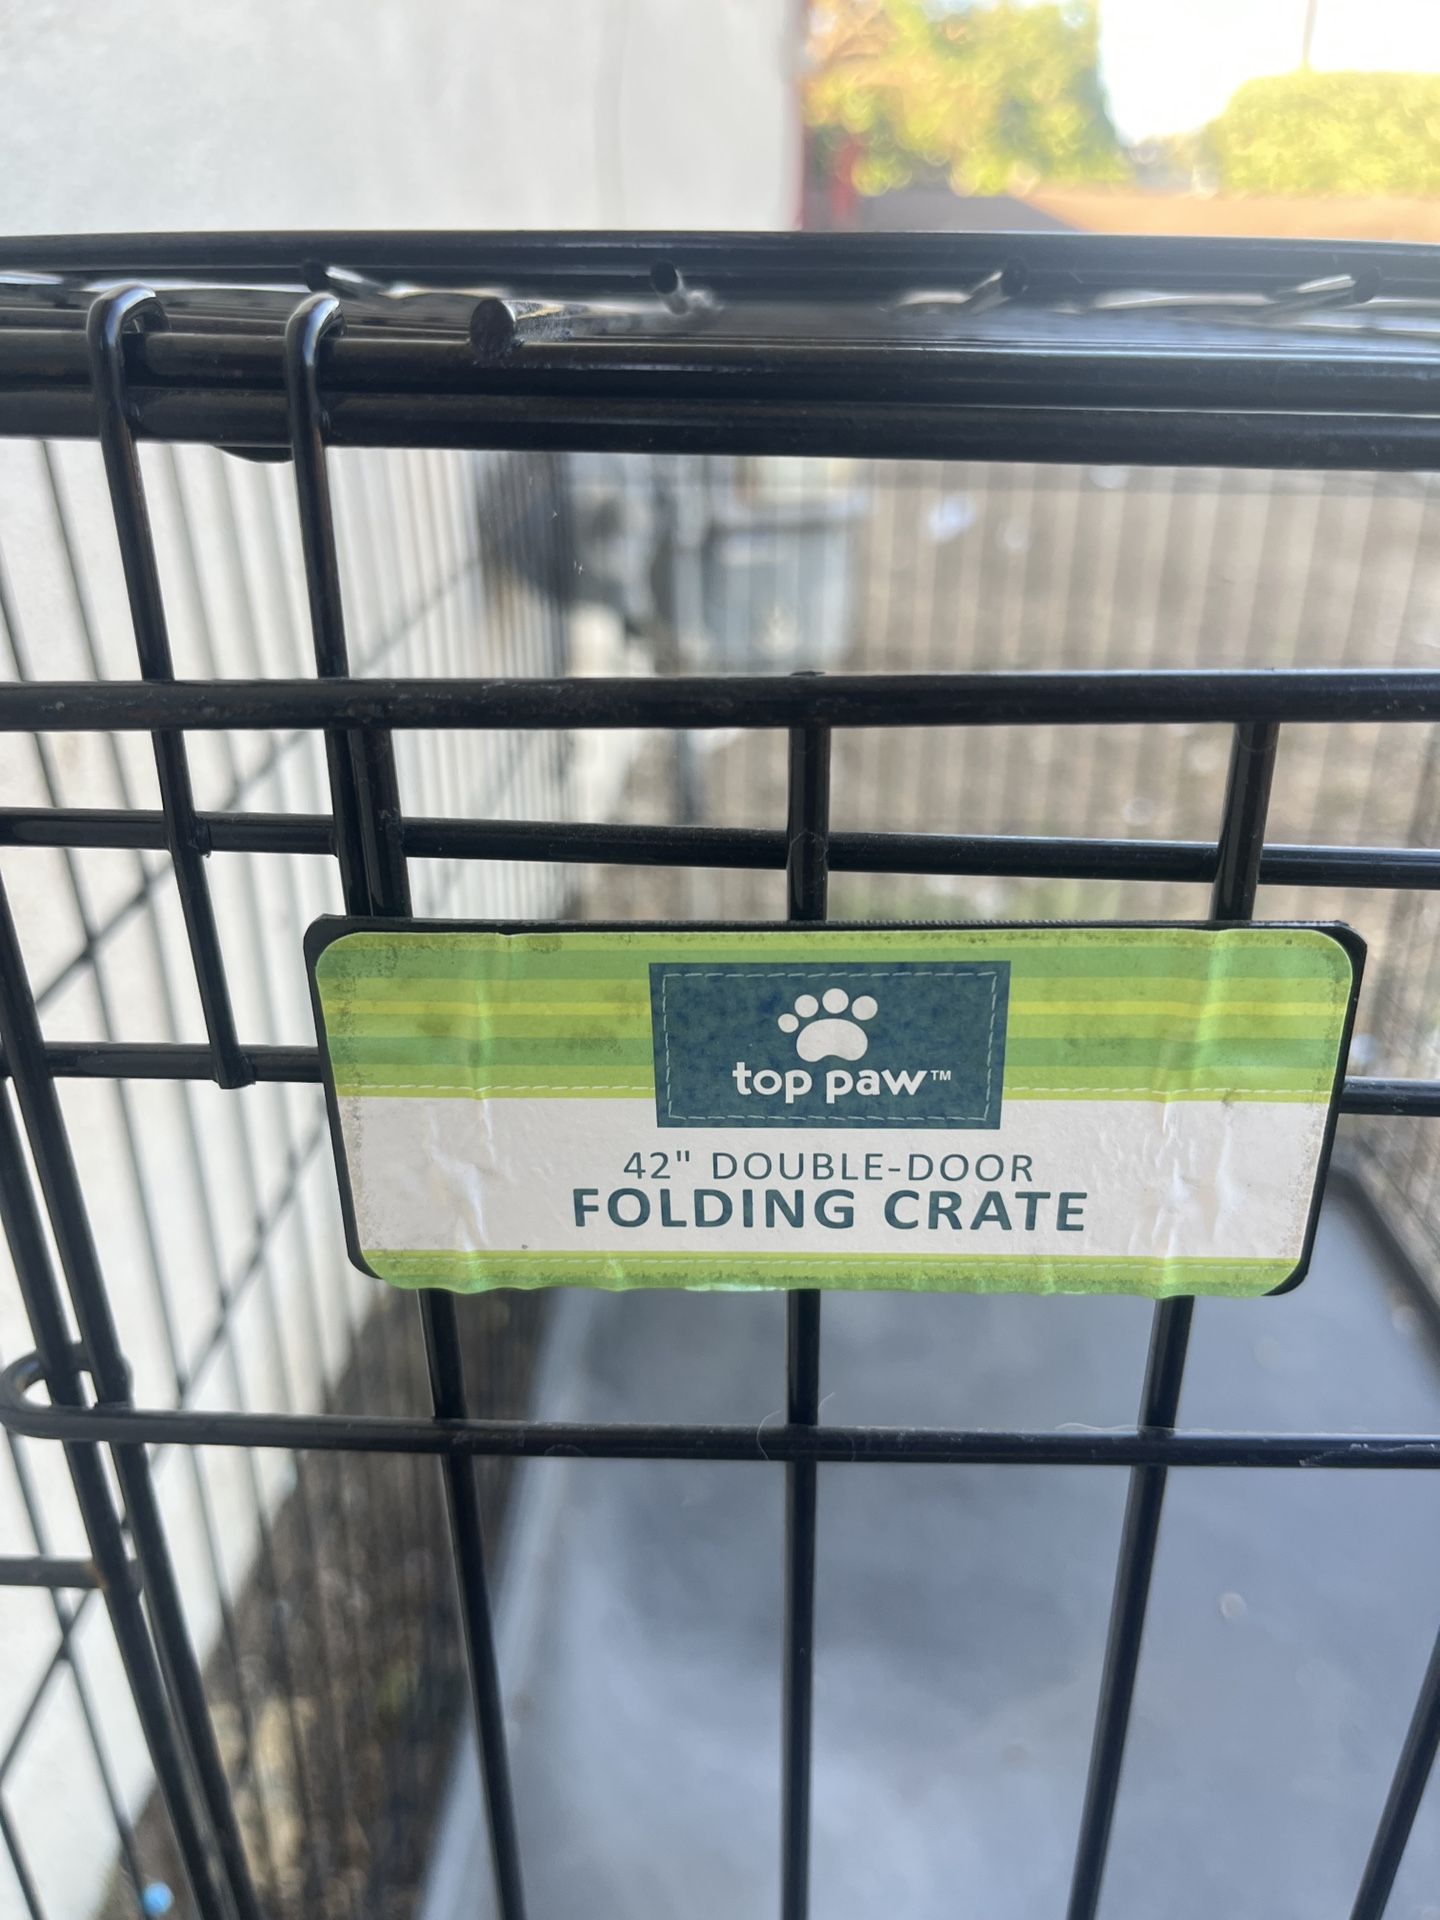 top paw™
42" DOUBLE-DOOR
FOLDING CRATE